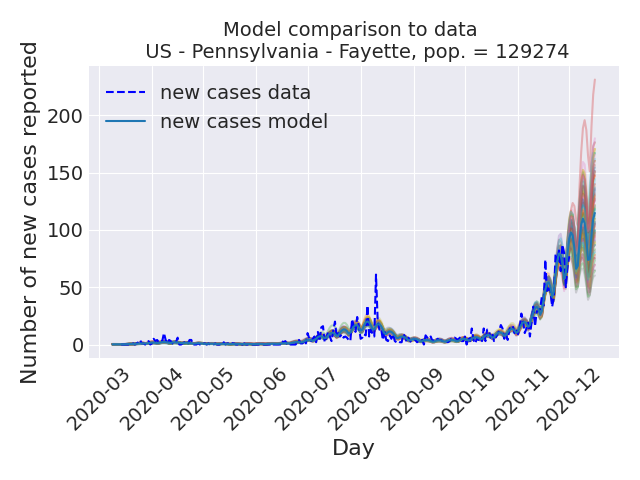 Model comparison to data
US - Pennsylvania - Fayette, pop. = 129274
Number of new cases reported
new cases data
new cases model
200
150
100
50
0
2020-03
2020-04
2020-05
2020-06
2020-07
2020-08
2020-09
2020-10
2020-11
2020-12
Day